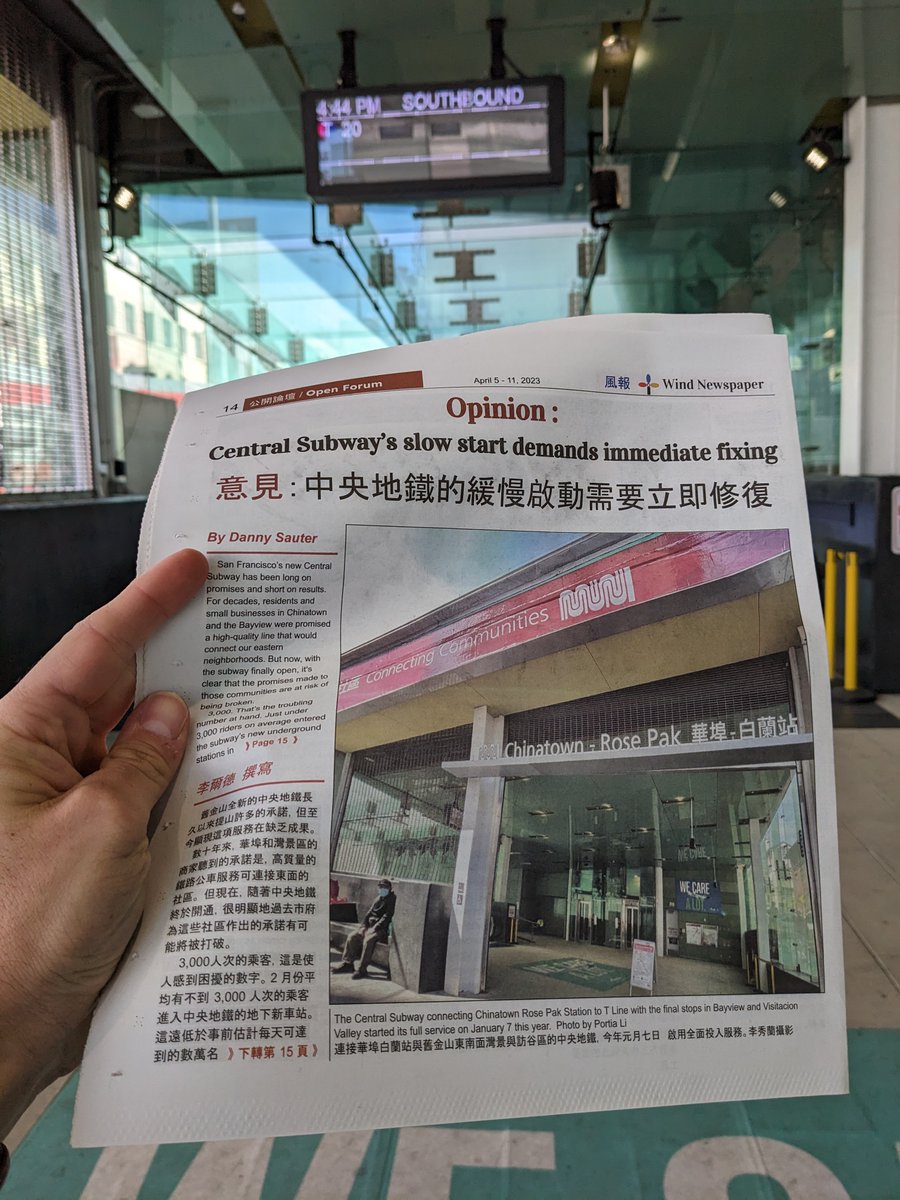 4:44 PM SOUTHBOUND
T 20
14 公開論壇 / Open Forum
April 5 - 11, 2023
風報 Wind Newspaper
Opinion :
Central Subway's slow start demands immediate fixing
意見 : 中央地鐵的緩慢啟動需要立即修復
By Danny Sauter
San Francisco's new Central
Subway has been long on
promises and short on results.
For decades, residents and
small businesses in Chinatown
and the Bayview were promised
a high-quality line that would
connect our eastern
neighborhoods. But now, with
the subway finally open, it's
clear that the promises made to
those communities are at risk of
being broken.
3,000. That's the troubling
number at hand. Just under
3,000 riders on average entered
the subway's new underground
stations in 》Page 15 》
李爾德 撰寫
舊金山全新的中央地鐵長
久以來提出許多的承諾, 但至
今顯現這項服務在缺乏成果。
數十年來, 華埠和灣景區的
商家聽到的承諾是, 高質量的
鐵路公車服務可連接東面的
社區。但現在, 隨著中央地鐵
終於開通, 很明顯地過去市府
為這些社區作出的承諾有可
能將被打破。
3,000人次的乘客, 這是使
人感到困擾的數字。2 月份平
均有不到 3,000 人次的乘客
進入中央地鐵的地下新車站。
這遠低於事前估計每天可達
到的數萬名 》下轉第 15 頁 》
Connecting Communities MUNI
Chinatown - Rose Pak 華埠 - 白蘭站
WE CARE
A LOT
The Central Subway connecting Chinatown Rose Pak Station to T Line with the final stops in Bayview and Visitacion
Valley started its full service on January 7 this year. Photo by Portia Li
連接華埠白蘭站與舊金山東南面灣景與訪谷區的中央地鐵, 今年元月七日 啟用全面投入服務。李秀蘭攝影
WE